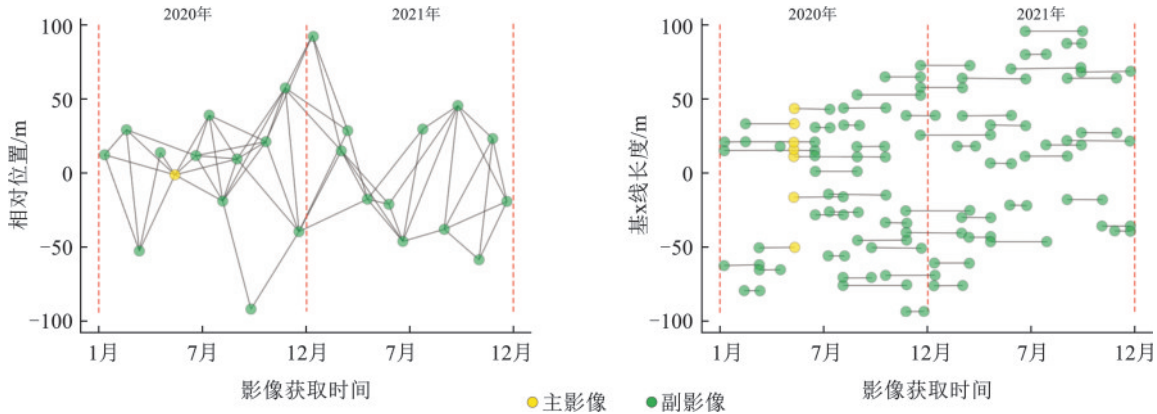 2020年 2021年
100
50
0
−50
−100
相对位置/m
1月 7月 12月 7月 12月
影像获取时间
2020年 2021年
100
50
0
−50
−100
基x线长度/m
1月 7月 12月 7月 12月
影像获取时间
主影像 副影像